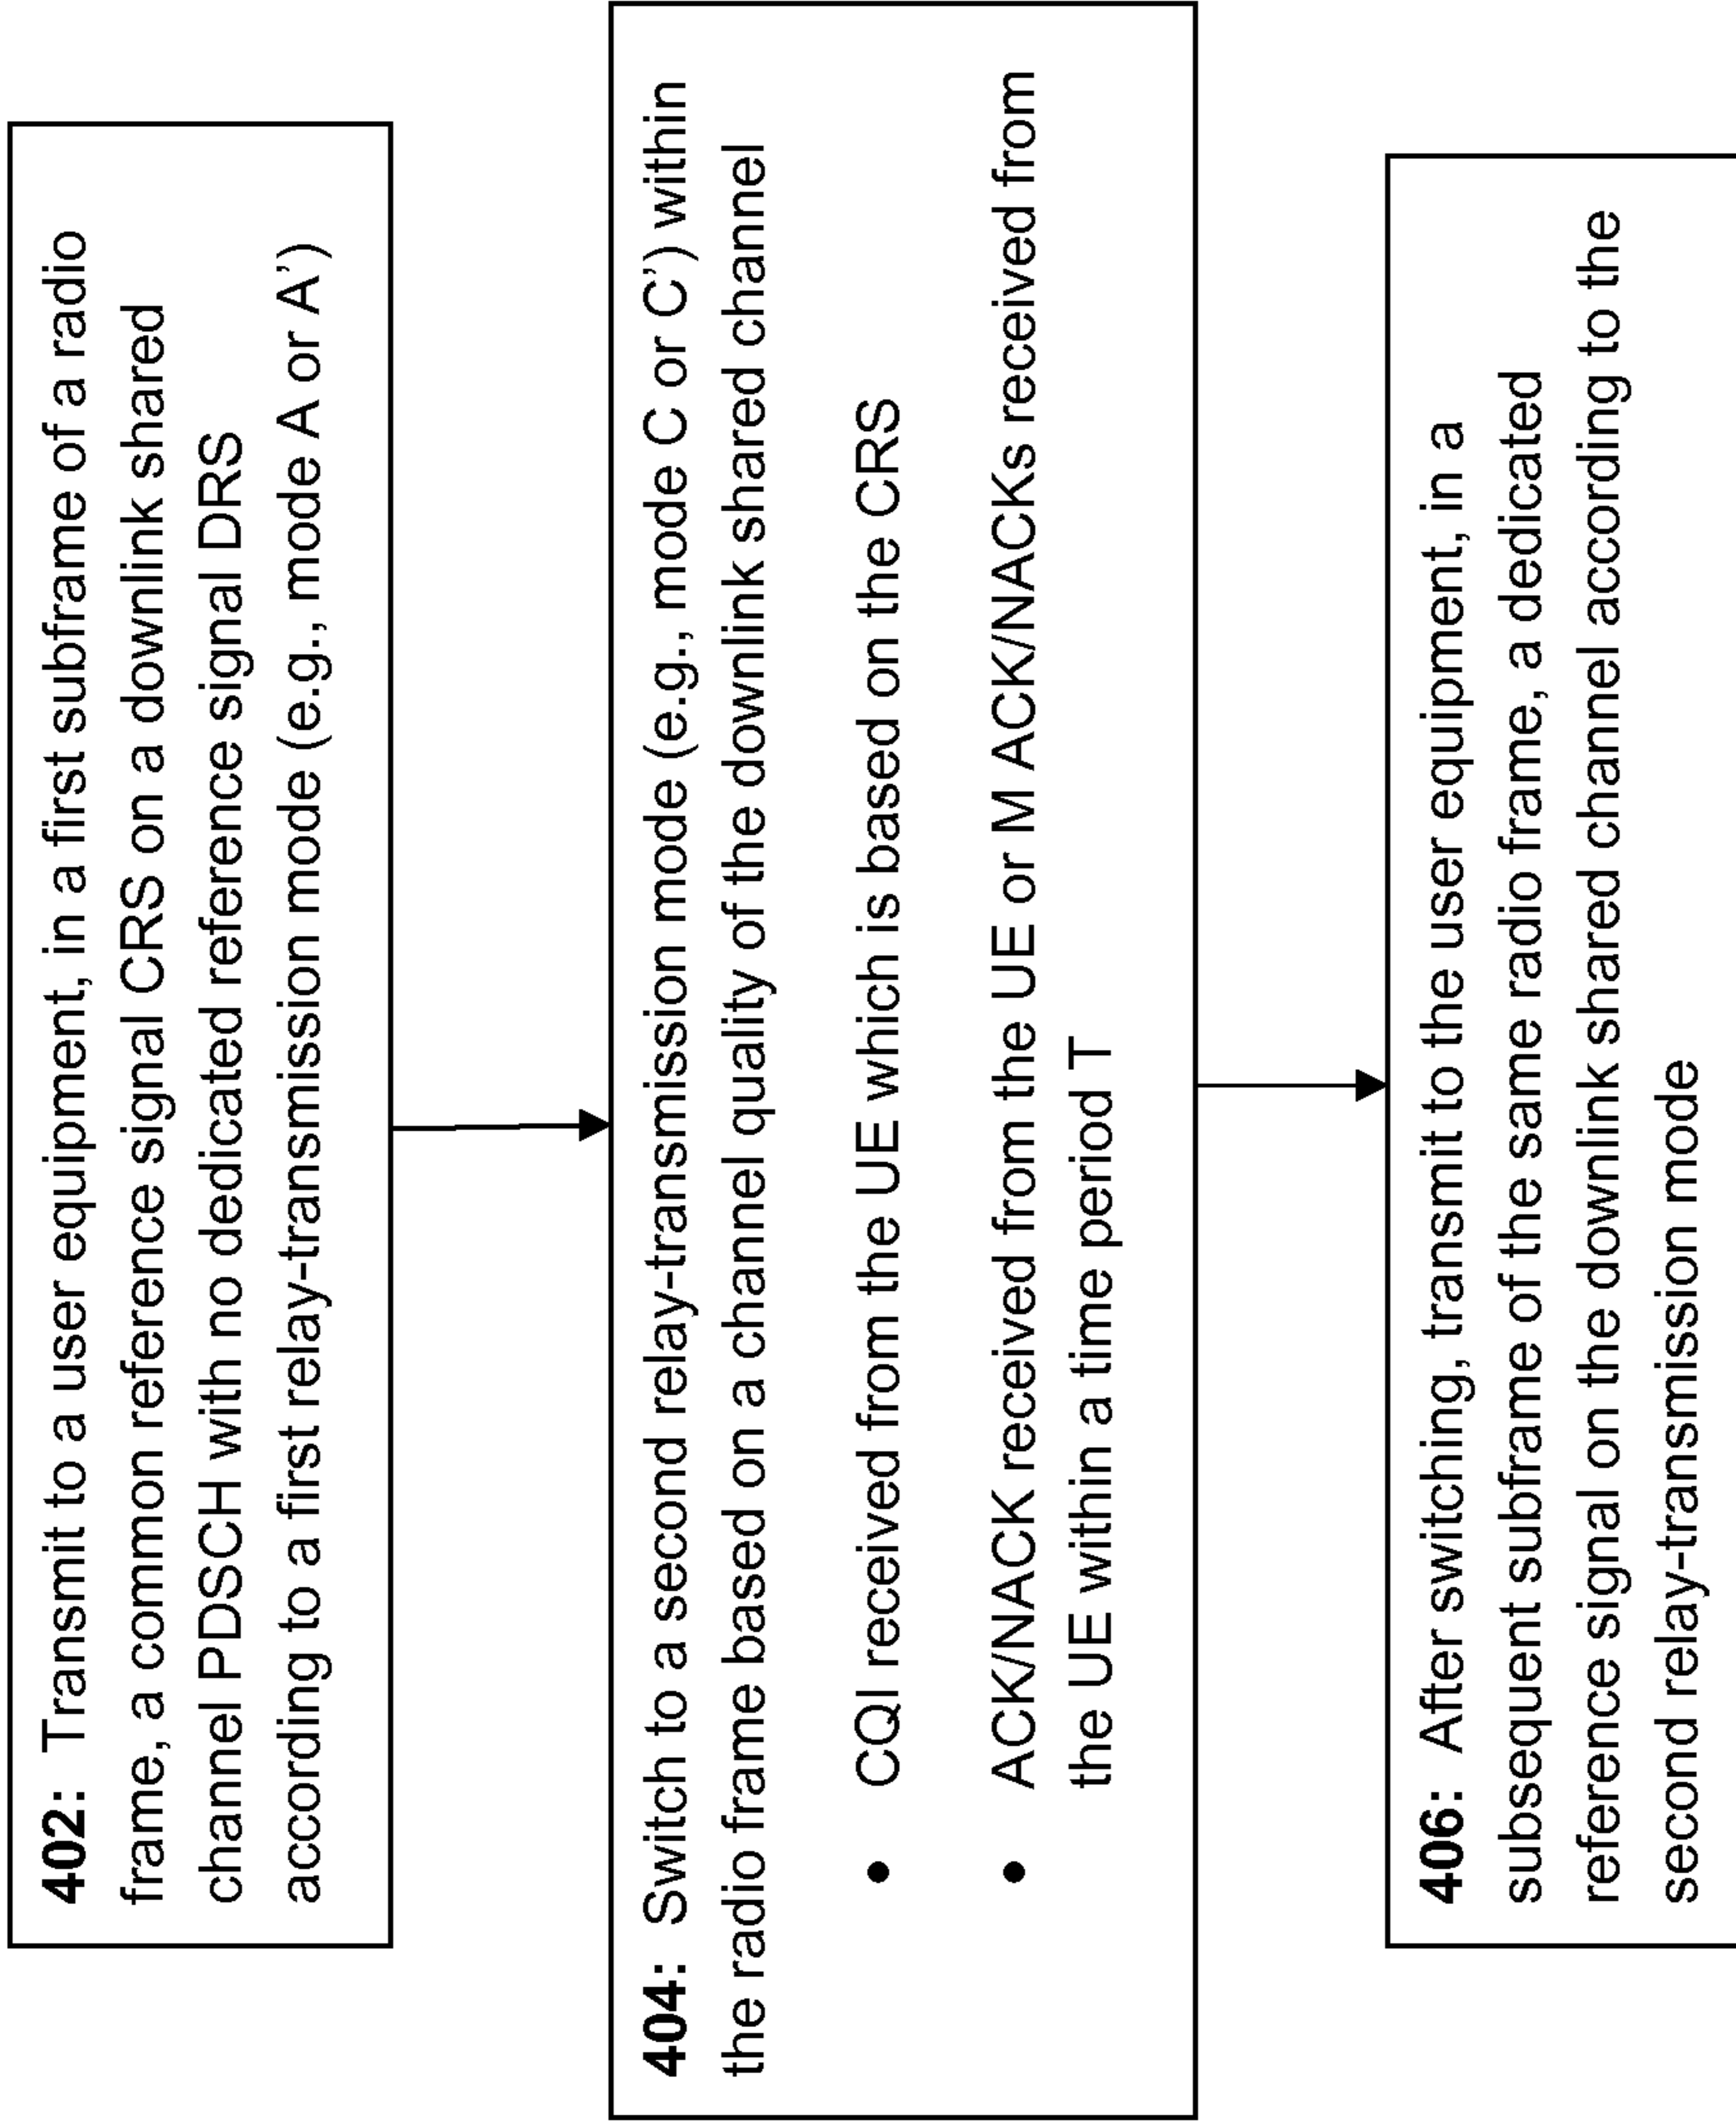 402: Transmit to a user equipment, in a first subframe of a radio
frame, a common reference signal CRS on a downlink shared
channel PDSCH with no dedicated reference signal DRS
according to a first relay-transmission mode (e.g., mode A or A')
404: Switch to a second relay-transmission mode (e.g., mode C or C') within
the radio frame based on a channel quality of the downlink shared channel
• CQI received from the UE which is based on the CRS
• ACK/NACK received from the UE or M ACK/NACKs received from
the UE within a time period T
406: After switching, transmit to the user equipment, in a
subsequent subframe of the same radio frame, a dedicated
reference signal on the downlink shared channel according to the
second relay-transmission mode